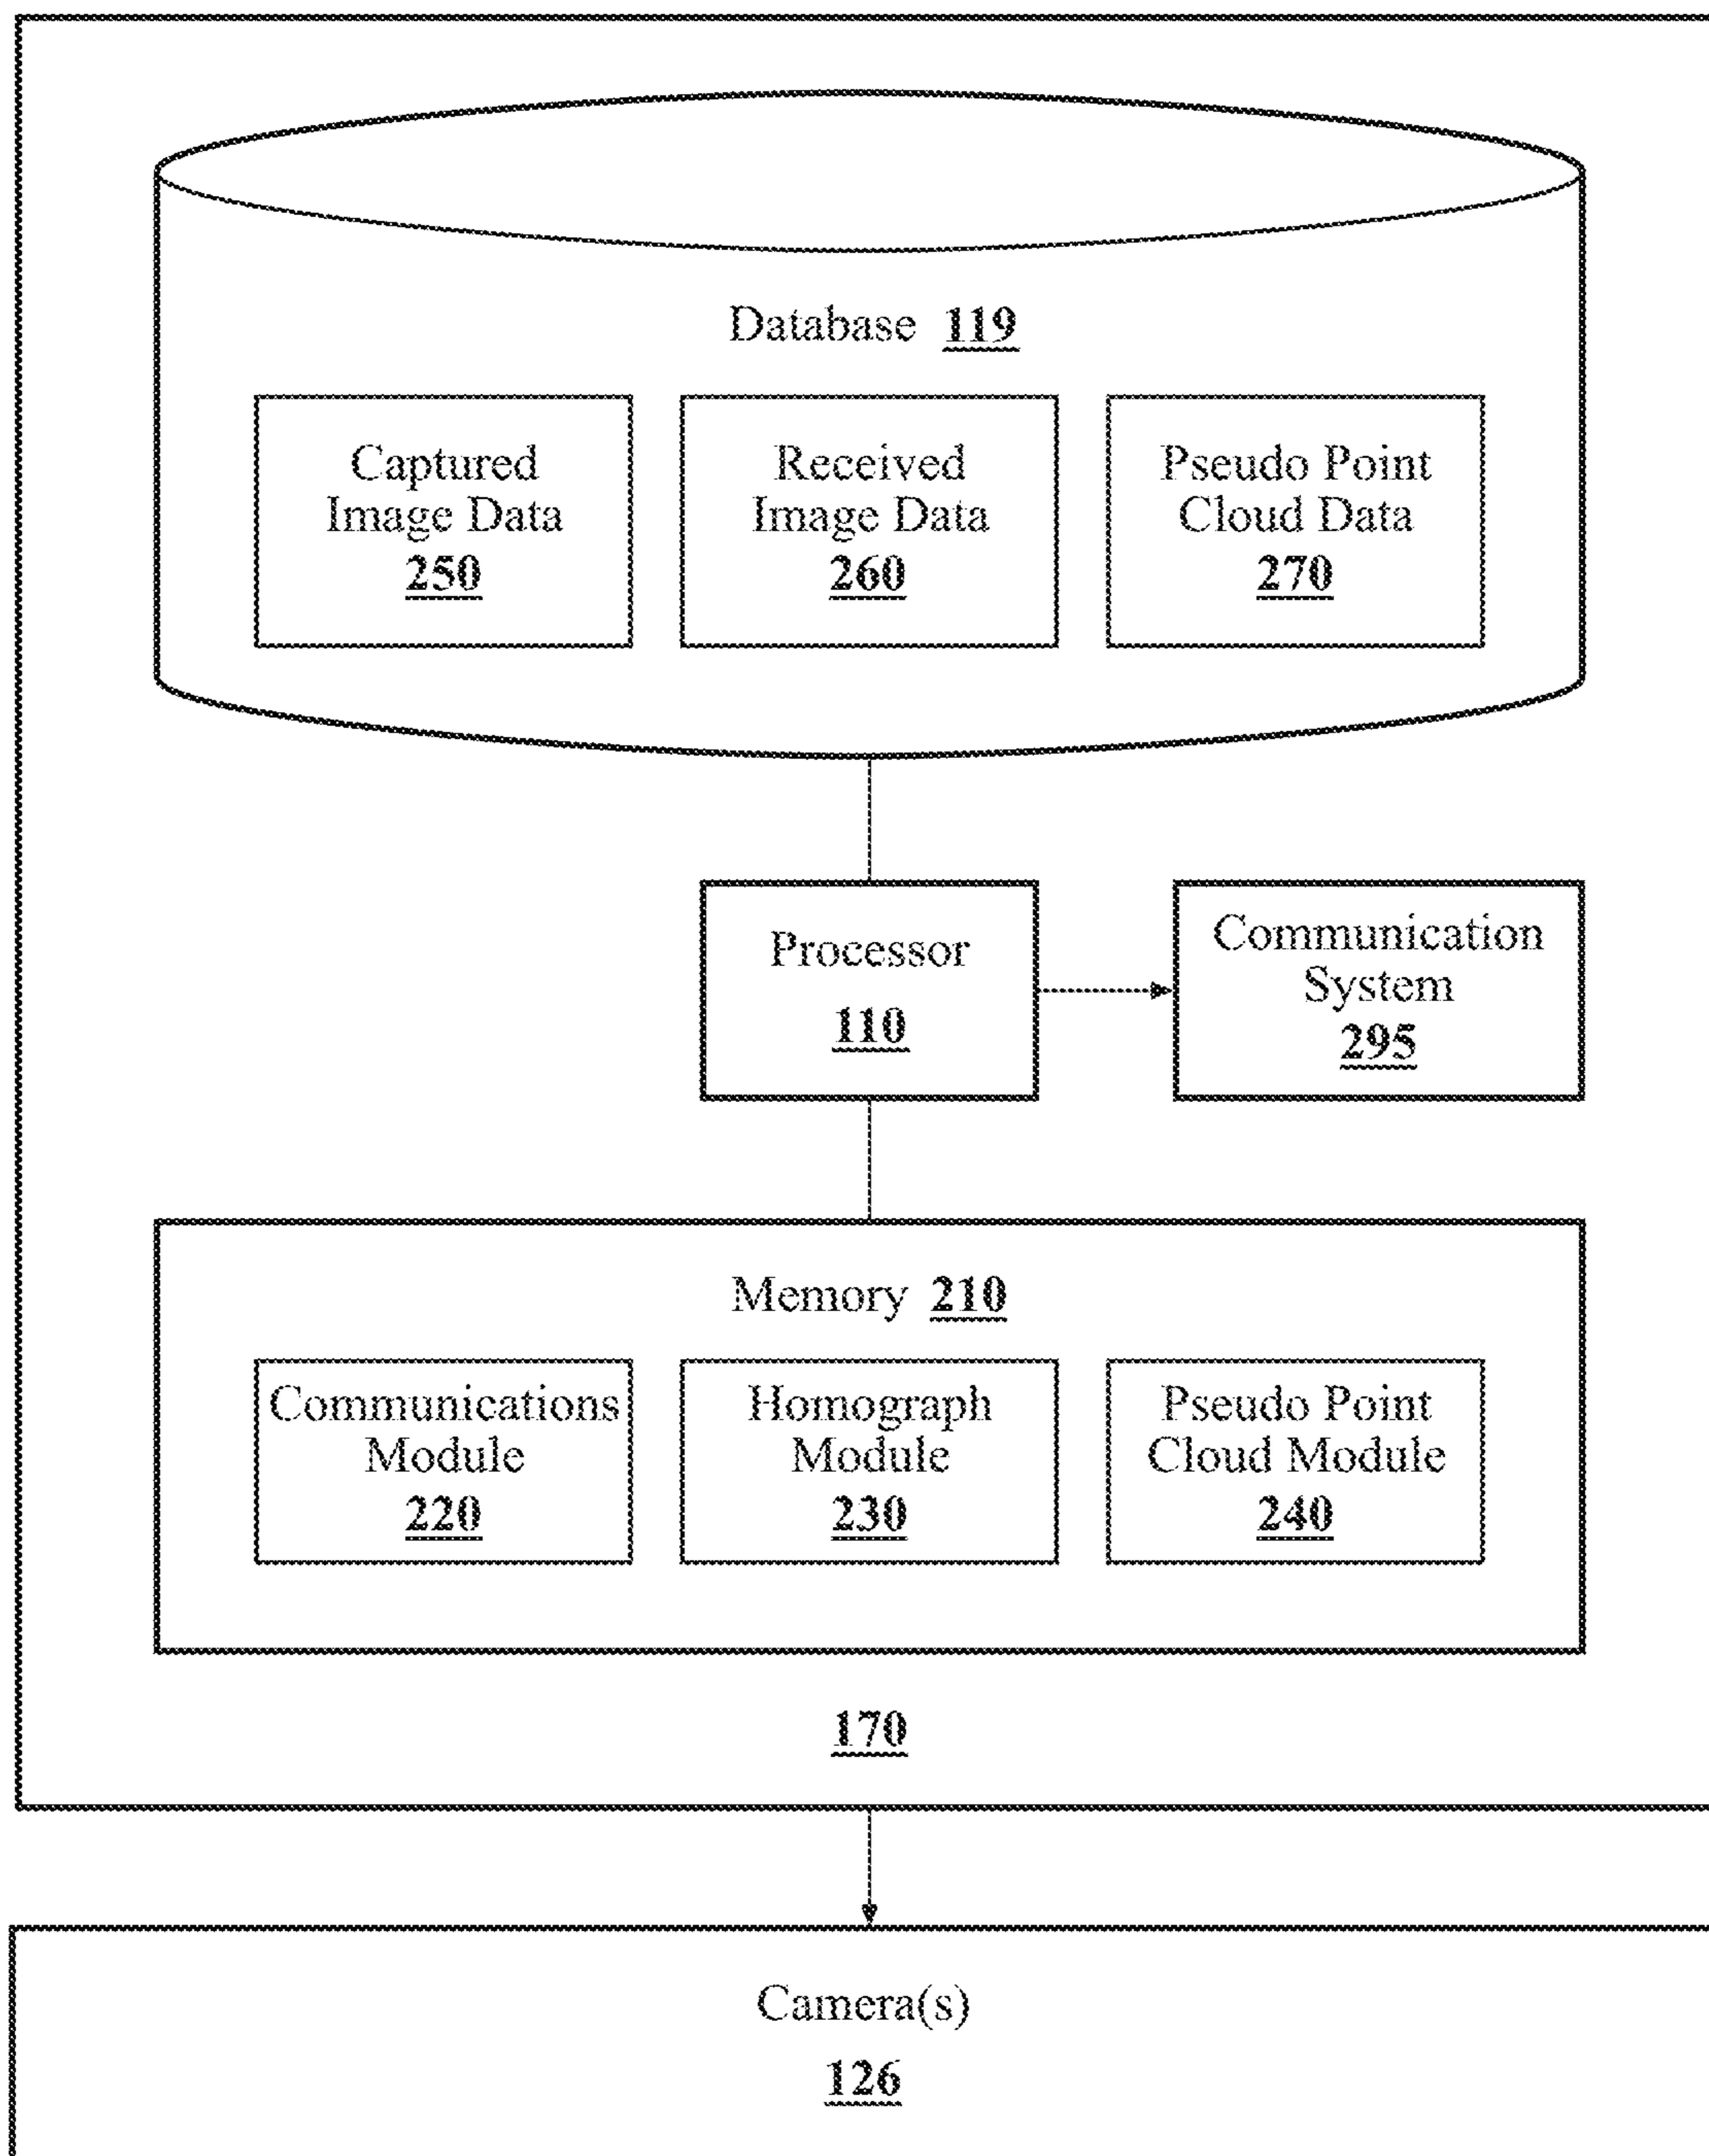 Database 119
Captured
Image Data
250
Received
Image Data
260
Pseudo Point
Cloud Data
270
Processor
110
Communication
System
295
Memory 210
Communications
Module
220
Homograph
Module
230
Pseudo Point
Cloud Module
240
170
Camera(s)
126